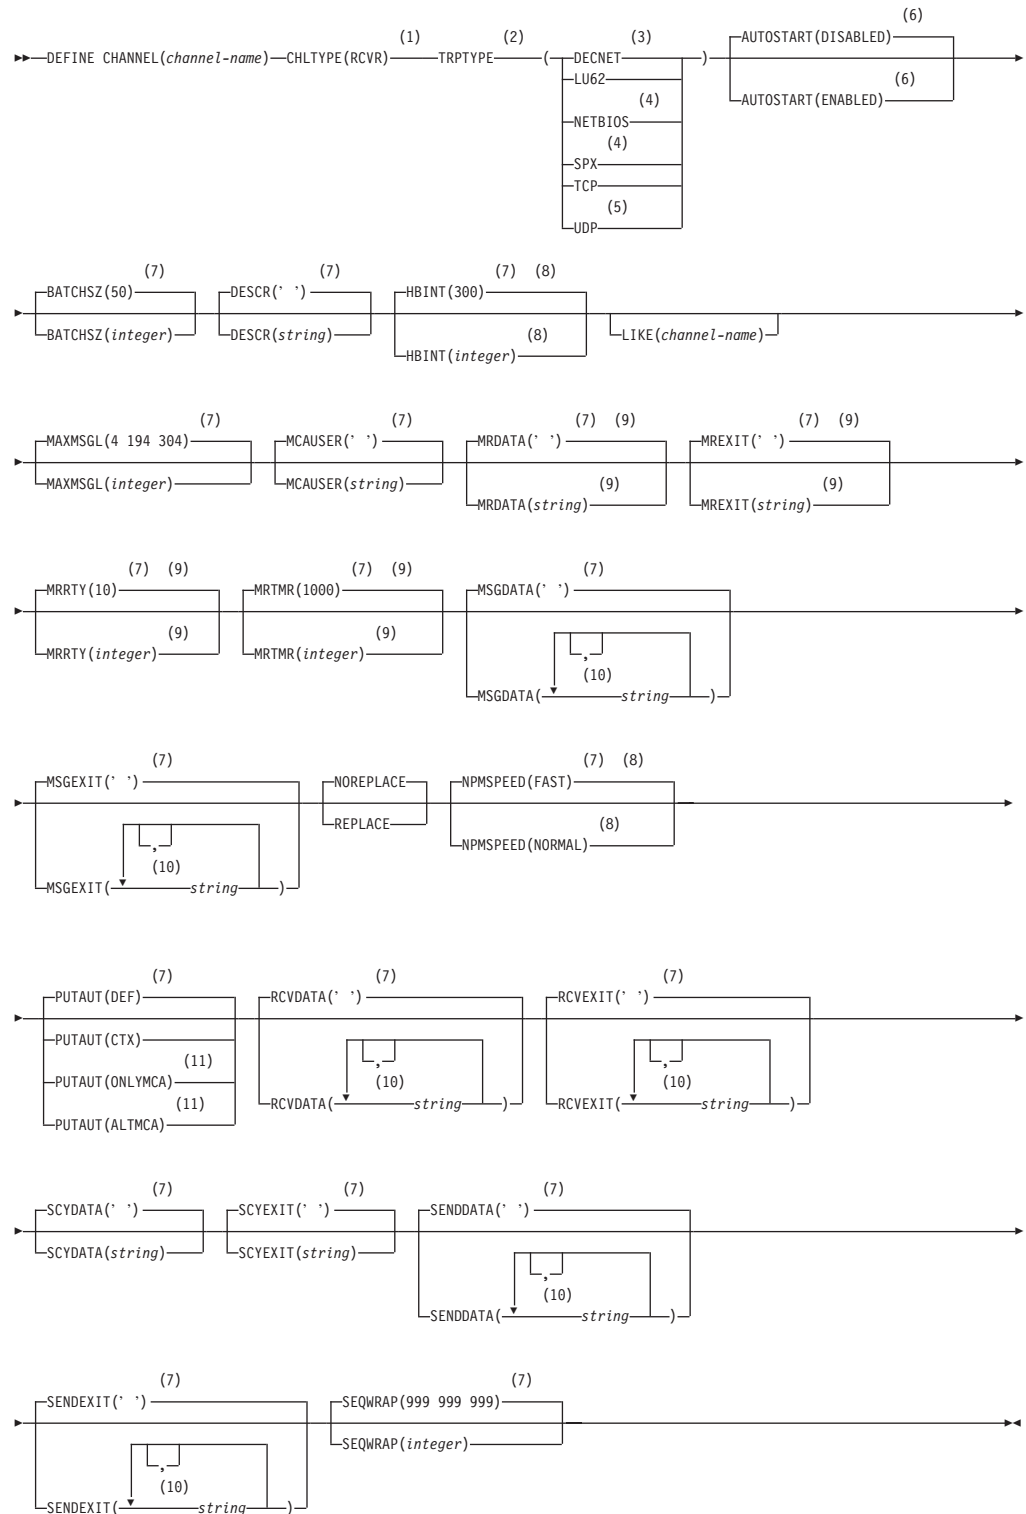 (1) (2) (3) (6)
DEFINE CHANNEL(channel-name) CHLTYPE(RCVR) TRPTYPE ( DECNET ) AUTOSTART(DISABLED)
LU62 (6)
(4) AUTOSTART(ENABLED)
NETBIOS
(4)
SPX
TCP
(5)
UDP
(7) (7) (7) (8)
BATCHSZ(50) DESCR(' ') HBINT(300)
BATCHSZ(integer) DESCR(string) (8) LIKE(channel-name)
HBINT(integer)
(7) (7) (7) (9) (7) (9)
MAXMSGL(4 194 304) MCAUSER(' ') MRDATA(' ') MREXIT(' ')
MAXMSGL(integer) MCAUSER(string) (9) (9)
MRDATA(string) MREXIT(string)
(7) (9) (7) (9) (7)
MRRTY(10) MRTMR(1000) MSGDATA(' ')
(9) (9)
MRRTY(integer) MRTMR(integer) ,
(10)
MSGDATA( string )
(7) (7) (8)
MSGEXIT(' ') NOREPLACE NPMSPEED(FAST)
REPLACE (8)
, NPMSPEED(NORMAL)
(10)
MSGEXIT( string )
(7) (7) (7)
PUTAUT(DEF) RCVDATA(' ') RCVEXIT(' ')
PUTAUT(CTX)
(11) , ,
PUTAUT(ONLYMCA) (10) (10)
(11) RCVDATA( string ) RCVEXIT( string )
PUTAUT(ALTMCA)
(7) (7) (7)
SCYDATA(' ') SCYEXIT(' ') SENDDATA(' ')
SCYDATA(string) SCYEXIT(string)
,
(10)
SENDDATA( string )
(7) (7)
SENDEXIT(' ') SEQWRAP(999 999 999)
SEQWRAP(integer)
,
(10)
SENDEXIT( string )